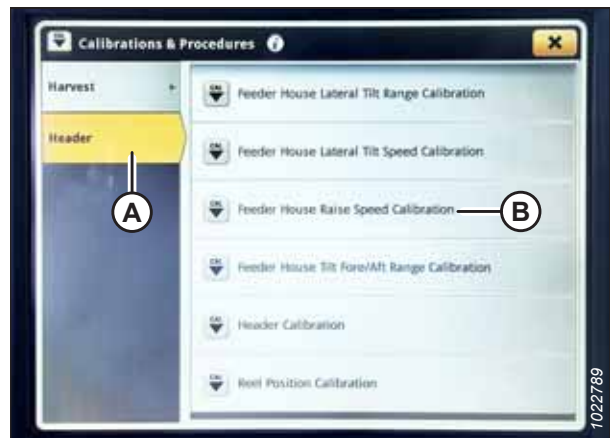 Calibrations & Procedures
Harvest
Header
Feeder House Lateral Tilt Range Calibration
Feeder House Lateral Tilt Speed Calibration
Feeder House Raise Speed Calibration
Feeder House Tilt Fore/Aft Range Calibration
Header Calibration
Reel Position Calibration
A
B
1022789